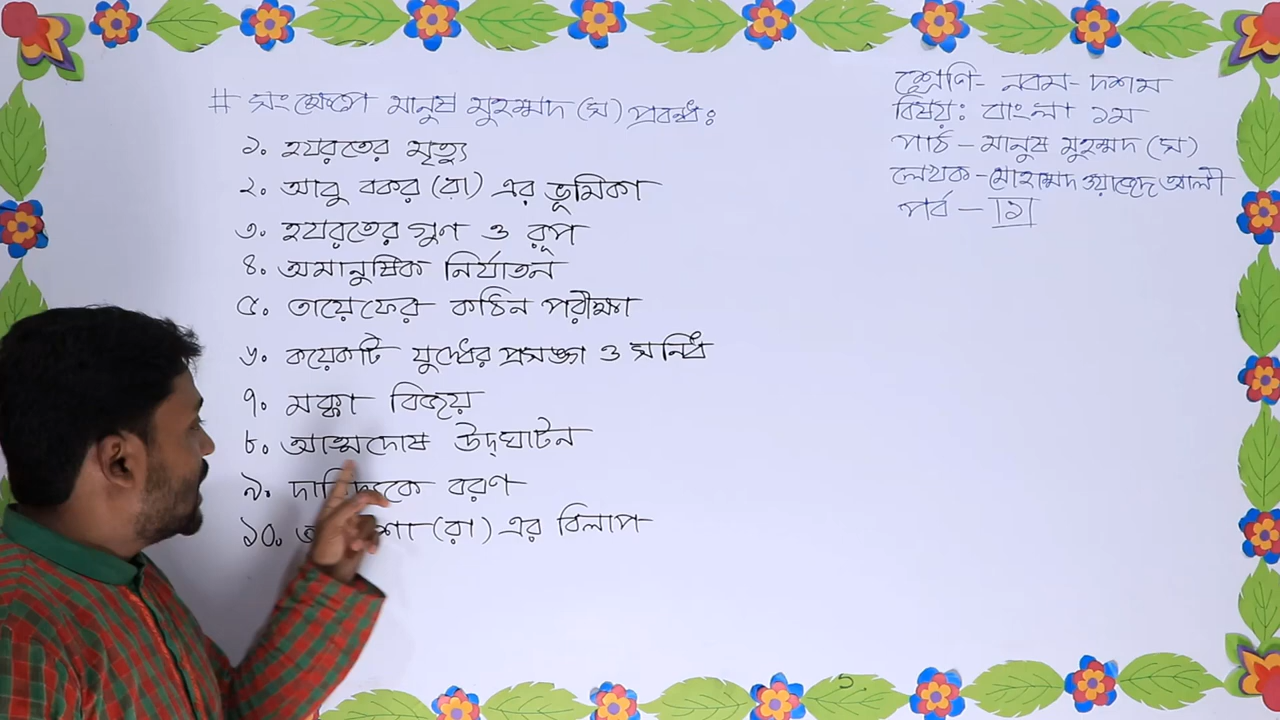 # সংক্ষেপে মানুষ মুহম্মদ (স) প্রবন্ধঃ
১. হযরতের মৃত্যু
২. আবু বকর (রা) এর ভূমিকা
৩. হযরতের গুণ ও রূপ
৪. অমানুষিক নির্যাতন
৫. তায়েফের কঠিন পরীক্ষা
৬. কয়েকটি যুদ্ধের প্রসঙ্গ ও সন্ধি
৭. মক্কা বিজয়
৮. আত্মদোষ উদ্‌ঘাটন
৯. বরণ
১০. (রা) এর বিলাপ
শ্রেণি - নবম - দশম
বিষয়ঃ বাংলা ১ম
পাঠ - মানুষ মুহম্মদ (স)
লেখক - মোহাম্মদ ওয়াজেদ আলী
পর্ব - ১